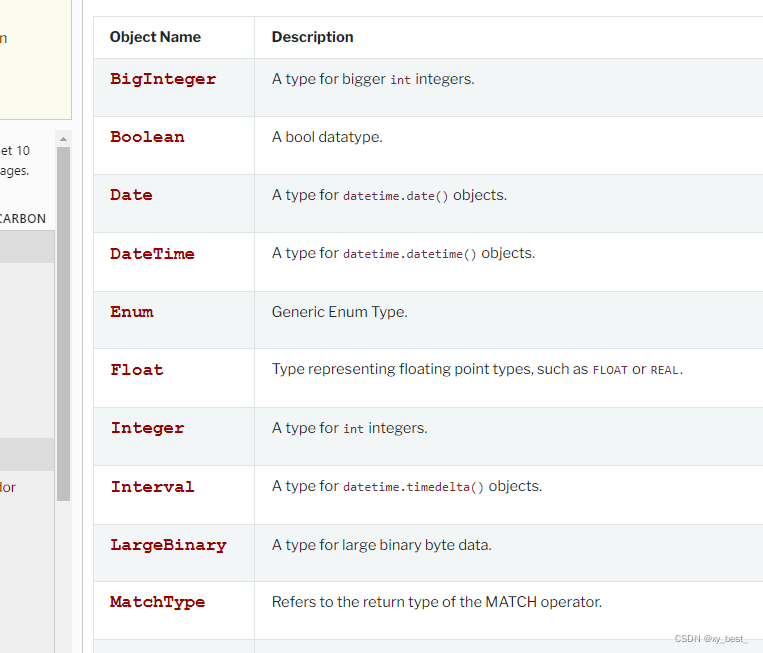 n
et 10
ages.
CARBON
dor
Object Name Description
BigInteger A type for bigger int integers.
Boolean A bool datatype.
Date A type for datetime.date() objects.
DateTime A type for datetime.datetime() objects.
Enum Generic Enum Type.
Float Type representing floating point types, such as FLOAT or REAL.
Integer A type for int integers.
Interval A type for datetime.timedelta() objects.
LargeBinary A type for large binary byte data.
MatchType Refers to the return type of the MATCH operator.
CSDN @xy_best_